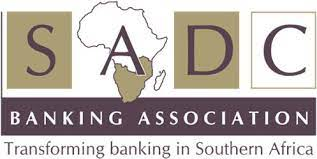 SADC
BANKING ASSOCIATION
Transforming banking in Southern Africa